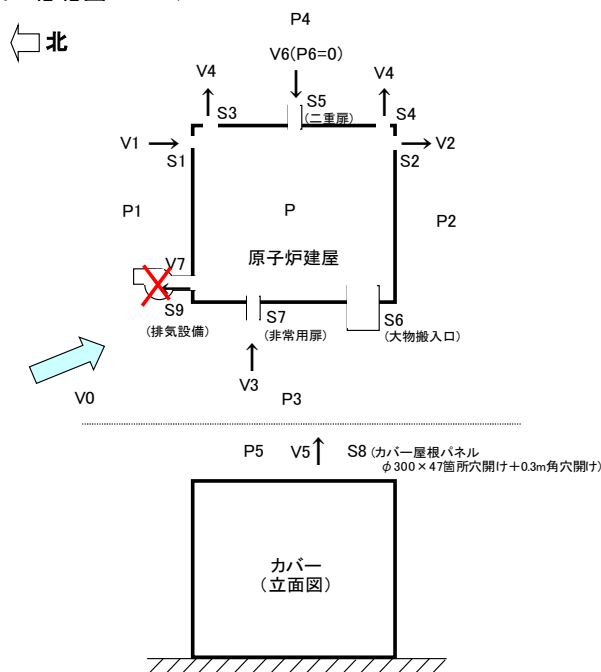 北
P4
V6(P6=0)
V4
V4
S3
S5
(二重扉)
S4
V1
S1
S2
V2
P1
P
P2
原子炉建屋
V7
S9
(排気設備)
S7
(非常用扉)
S6
(大物搬入口)
V3
V0
P3
P5
V5
S8 (カバー屋根パネル
φ300×47箇所穴開け+0.3m角穴開け)
カバー
(立面図)